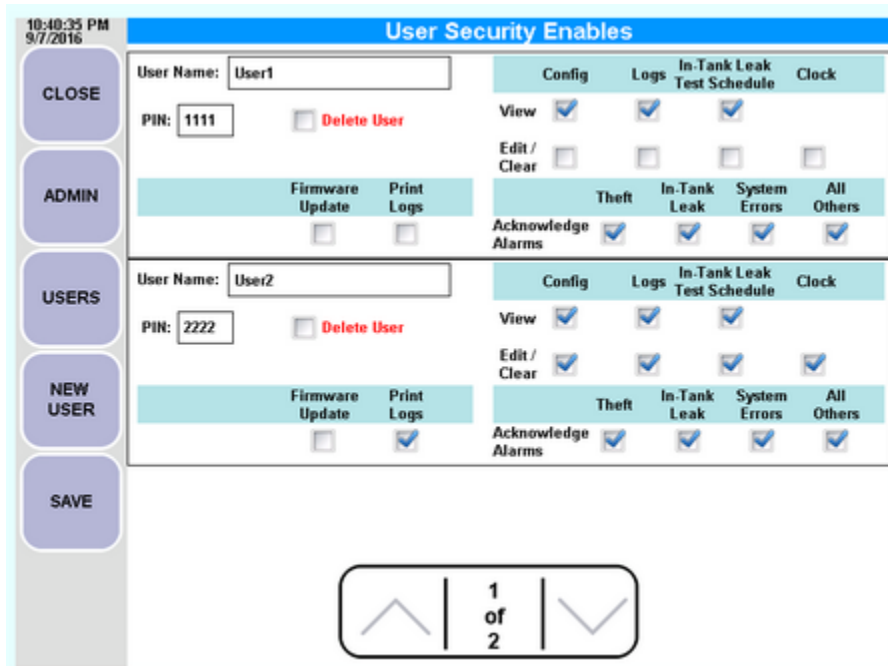 10:40:35 PM
9/7/2016
User Security Enables
CLOSE
ADMIN
USERS
NEW
USER
SAVE
User Name: User1
PIN: 1111 Delete User
Firmware Update Print Logs
Config Logs In-Tank Leak Test Schedule Clock
View
Edit / Clear
Theft In-Tank Leak System Errors All Others
Acknowledge Alarms
User Name: User2
PIN: 2222 Delete User
Firmware Update Print Logs
Config Logs In-Tank Leak Test Schedule Clock
View
Edit / Clear
Theft In-Tank Leak System Errors All Others
Acknowledge Alarms
1
of
2